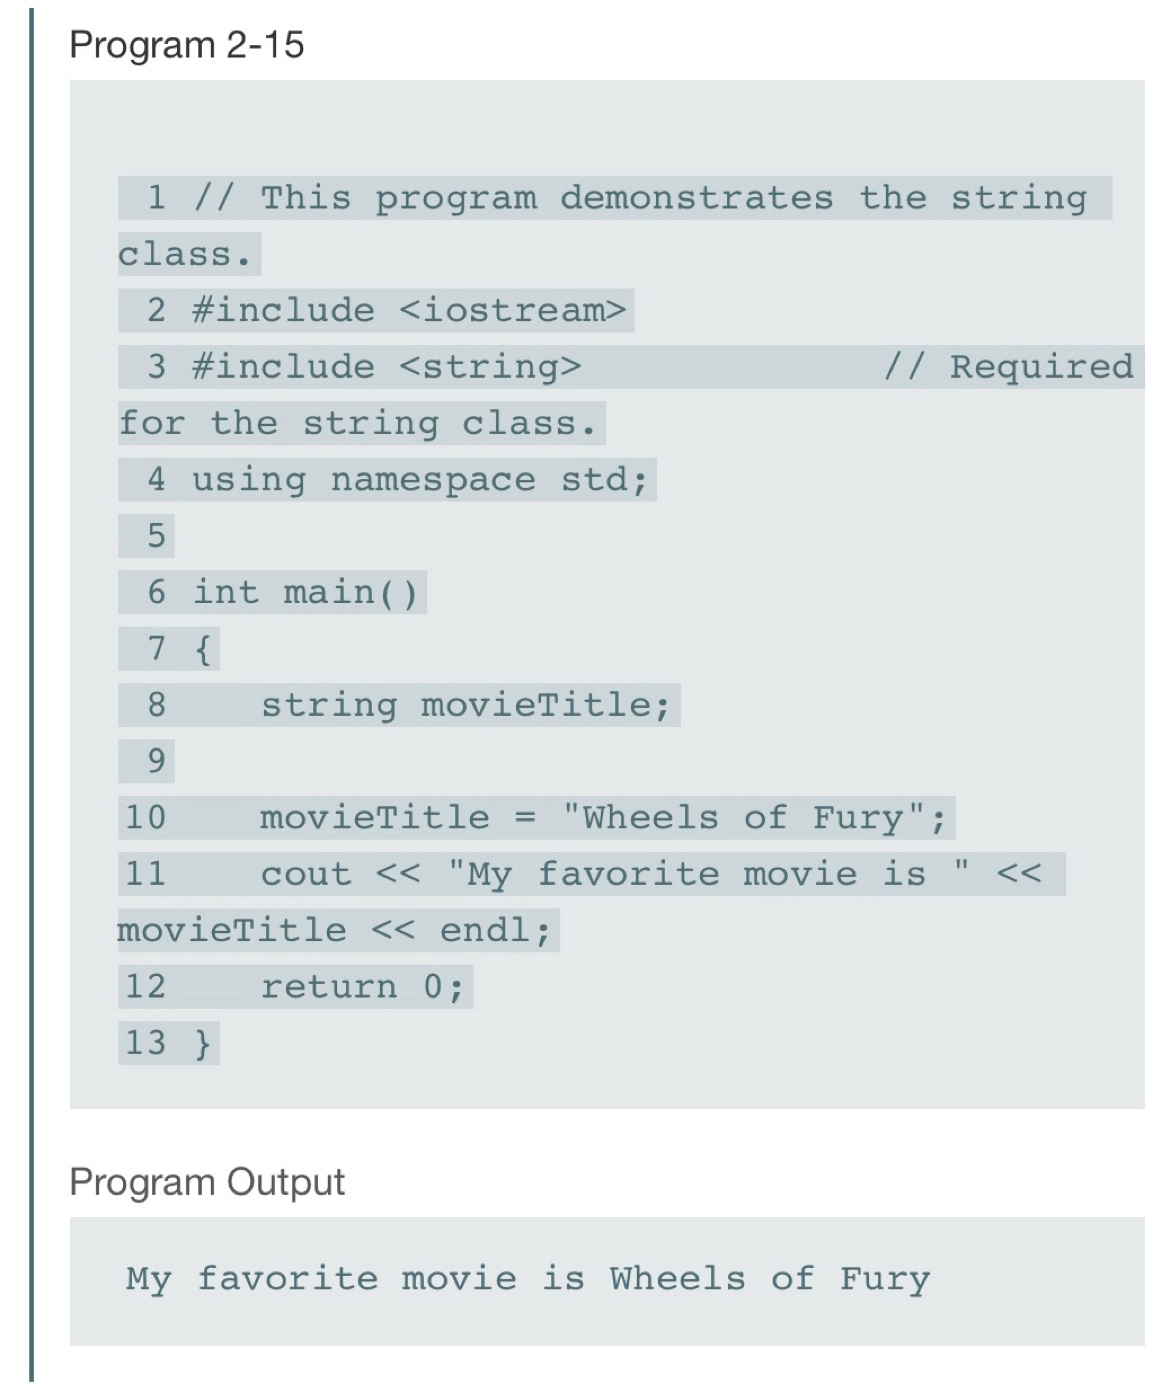 Program 2-15
1 // This program demonstrates the string
class.
2 #include <iostream>
3 #include <string>             // Required
for the string class.
4 using namespace std;
5
6 int main()
7 {
8    string movieTitle;
9
10    movieTitle = "Wheels of Fury";
11    cout << "My favorite movie is " <<
movieTitle << endl;
12    return 0;
13 }
Program Output
My favorite movie is Wheels of Fury